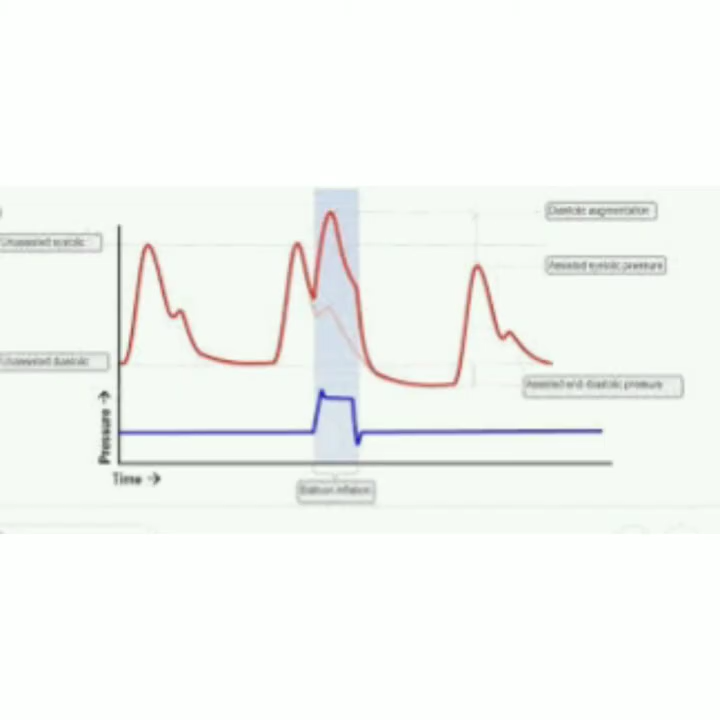 Diastolic augmentation
Unassisted systolic
Assisted systolic pressure
Unassisted diastolic
Assisted end diastolic pressure
Pressure →
Time →
Balloon inflation